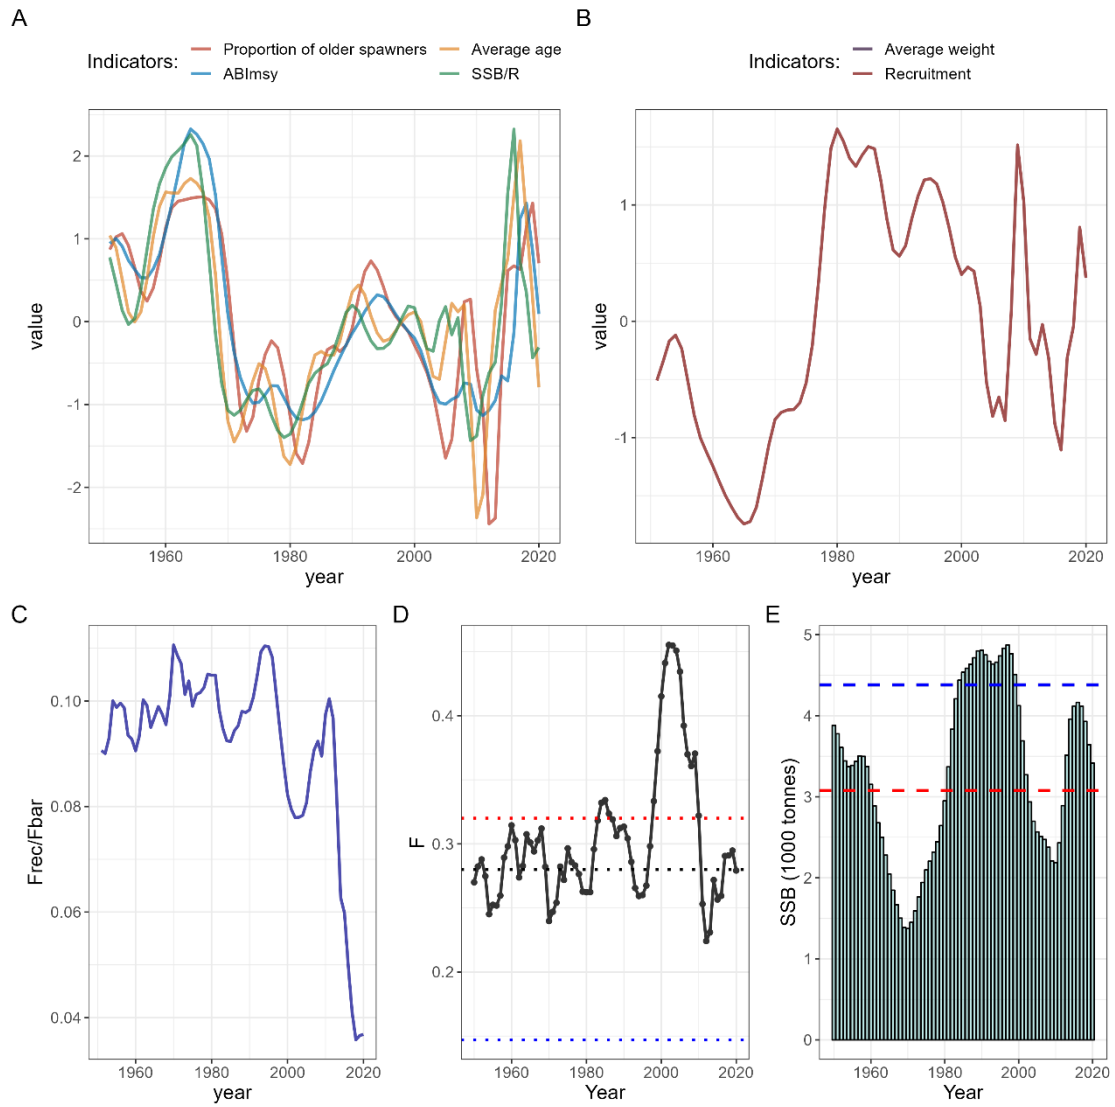 A
Indicators:
Proportion of older spawners
Average age
ABImsy
SSB/R
value
2
1
0
-1
-2
1960
1980
2000
2020
year
B
Indicators:
Average weight
Recruitment
value
1
0
-1
1960
1980
2000
2020
year
C
Frec/Fbar
0.10
0.08
0.06
0.04
1960
1980
2000
2020
year
D
F
0.4
0.3
0.2
1960
1980
2000
2020
Year
E
SSB (1000 tonnes)
5
4
3
2
1
0
1960
1980
2000
2020
Year